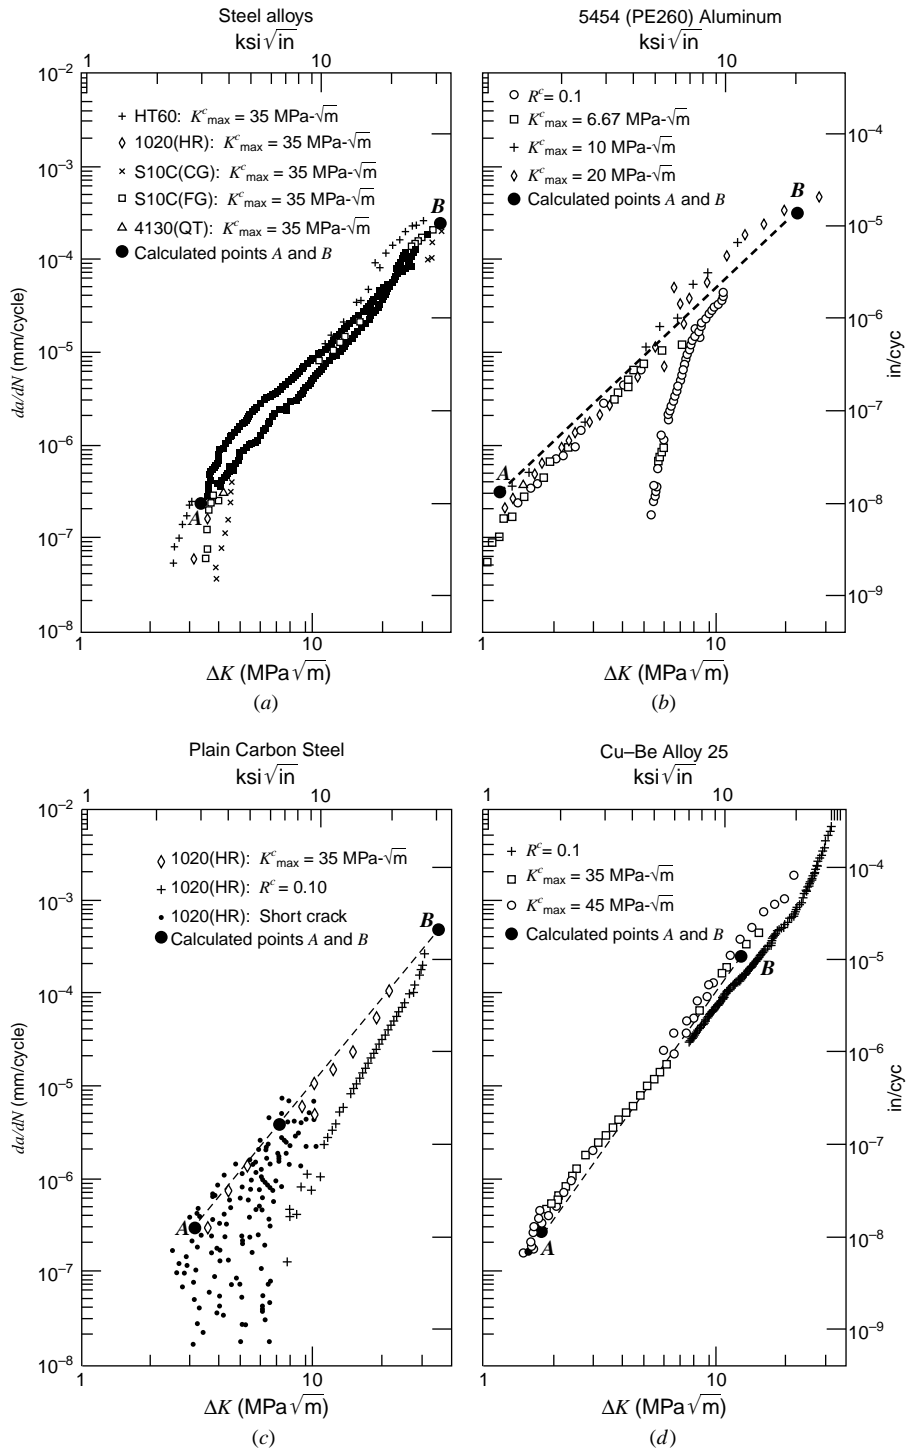 Steel alloys
ksi√in
1 10
10⁻²
10⁻³
10⁻⁴
10⁻⁵
10⁻⁶
10⁻⁷
10⁻⁸
da/dN (mm/cycle)
HT60: Kᶜmax = 35 MPa-√m
1020(HR): Kᶜmax = 35 MPa-√m
S10C(CG): Kᶜmax = 35 MPa-√m
S10C(FG): Kᶜmax = 35 MPa-√m
4130(QT): Kᶜmax = 35 MPa-√m
Calculated points A and B
B
A
1 10
ΔK (MPa√m)
(a)
5454 (PE260) Aluminum
ksi√in
1 10
Rᶜ= 0.1
Kᶜmax = 6.67 MPa-√m
Kᶜmax = 10 MPa-√m
Kᶜmax = 20 MPa-√m
Calculated points A and B
B
A
10⁻⁴
10⁻⁵
10⁻⁶
10⁻⁷
10⁻⁸
10⁻⁹
in/cyc
1 10
ΔK (MPa√m)
(b)
Plain Carbon Steel
ksi√in
1 10
10⁻²
10⁻³
10⁻⁴
10⁻⁵
10⁻⁶
10⁻⁷
10⁻⁸
da/dN (mm/cycle)
1020(HR): Kᶜmax = 35 MPa-√m
1020(HR): Rᶜ = 0.10
1020(HR): Short crack
Calculated points A and B
B
A
1 10
ΔK (MPa√m)
(c)
Cu–Be Alloy 25
ksi√in
1 10
Rᶜ = 0.1
Kᶜmax = 35 MPa-√m
Kᶜmax = 45 MPa-√m
Calculated points A and B
B
A
10⁻⁴
10⁻⁵
10⁻⁶
10⁻⁷
10⁻⁸
10⁻⁹
in/cyc
1 10
ΔK (MPa√m)
(d)